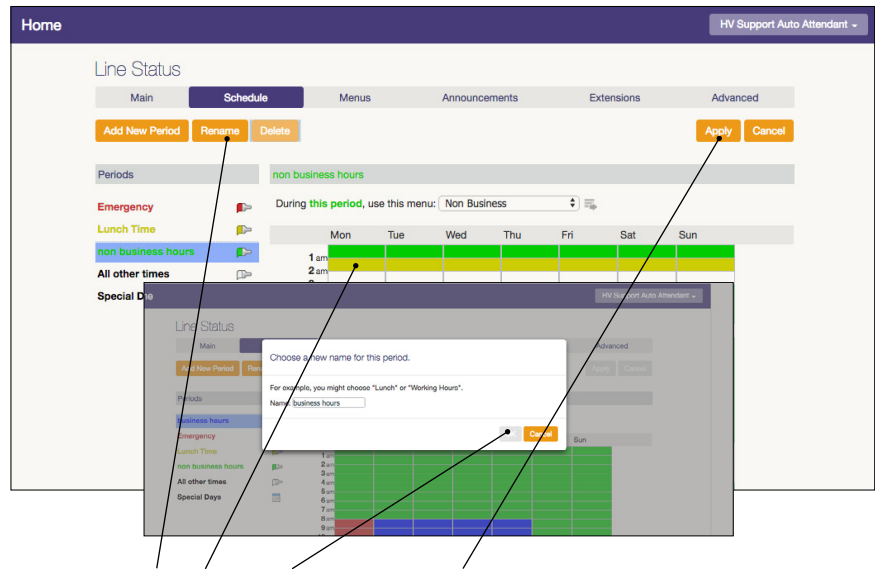 Home
HV Support Auto Attendant
Line Status
Main Schedule Menus Announcements Extensions Advanced
Add New Period Rename Delete Apply Cancel
Periods non business hours
Emergency During this period, use this menu: Non Business
Lunch Time Mon Tue Wed Thu Fri Sat Sun
non business hours 1 am
All other times 2 am
Special D
HV Support Auto Attendant
Line Status
Main Advanced
Add New Period Apply Cancel
Choose a new name for this period.
For example, you might choose "Lunch" or "Working Hours".
Name: business hours
Cancel
Periods
business hours
Emergency Sun
Lunch Time 1 am
non business hours 2 am
3 am
All other times 4 am
5 am
Special Days 6 am
7 am
8 am
9 am